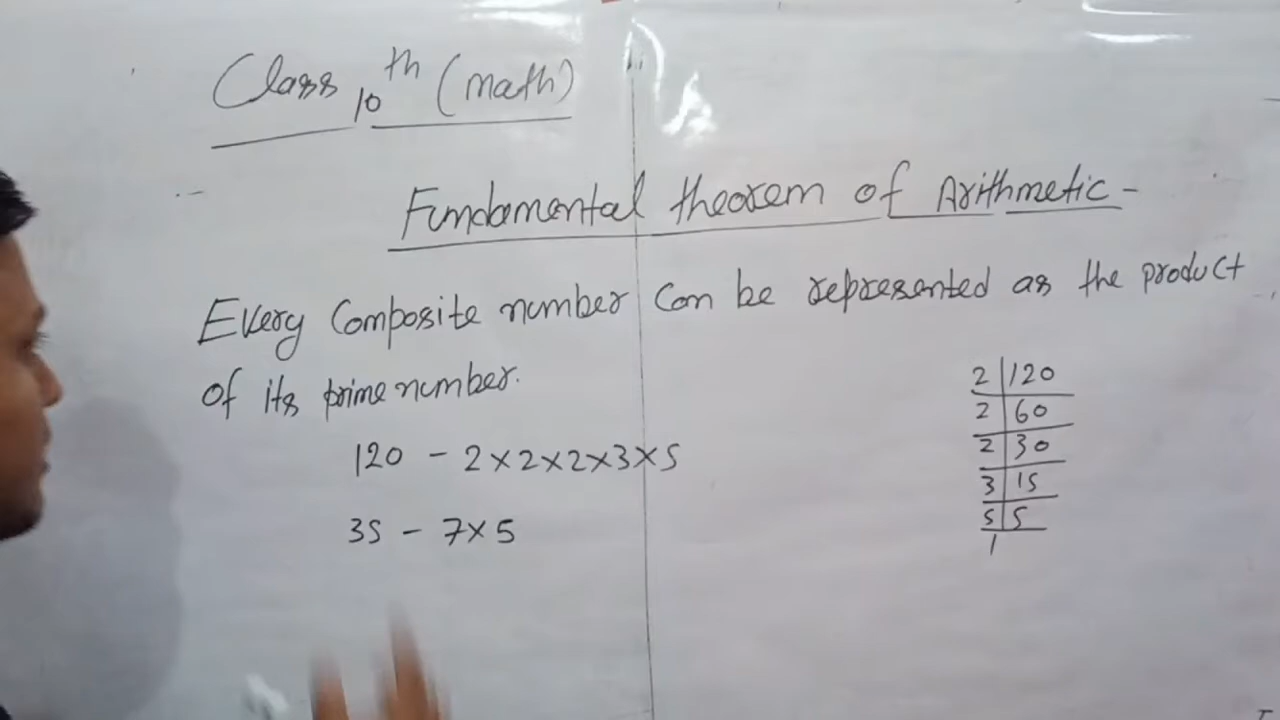 Class 10th (math)
Fundamental theorem of Arithmetic -
Every Composite number Can be represented as the product
of its prime number.
120 - 2×2×2×3×5
35 - 7×5
2 | 120
2 | 60
2 | 30
3 | 15
5 | 5
1